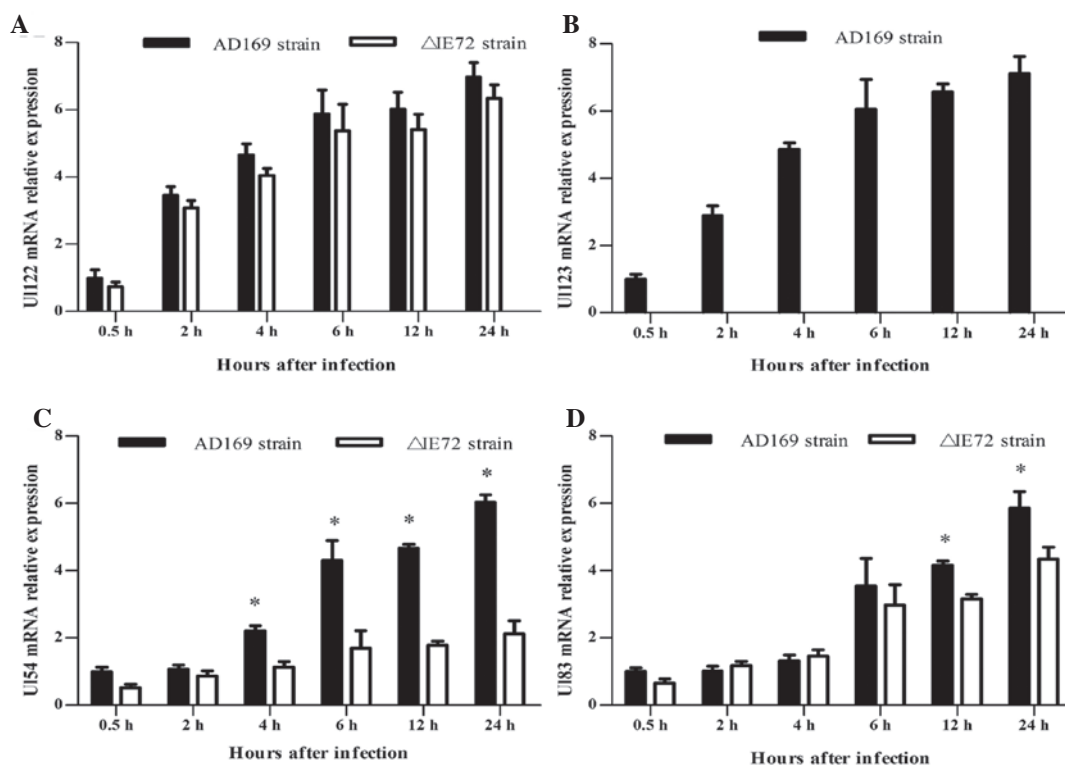 A
AD169 strain
△IE72 strain
Ul122 mRNA relative expression
8
6
4
2
0
0.5 h 2 h 4 h 6 h 12 h 24 h
Hours after infection
B
AD169 strain
Ul123 mRNA relative expression
8
6
4
2
0
0.5 h 2 h 4 h 6 h 12 h 24 h
Hours after infection
C
AD169 strain
△IE72 strain
Ul54 mRNA relative expression
8
6
4
2
0
* * * *
0.5 h 2 h 4 h 6 h 12 h 24 h
Hours after infection
D
AD169 strain
△IE72 strain
Ul83 mRNA relative expression
8
6
4
2
0
* *
0.5 h 2 h 4 h 6 h 12 h 24 h
Hours after infection